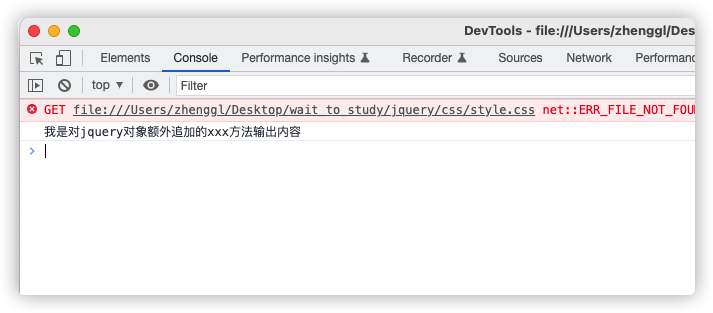 DevTools - file:///Users/zhenggl/Des
Elements Console Performance insights Recorder Sources Network Performan
top Filter
GET file:///Users/zhenggl/Desktop/wait_to_study/jquery/css/style.css net::ERR_FILE_NOT_FOU
我是对jquery对象额外追加的xxx方法输出内容